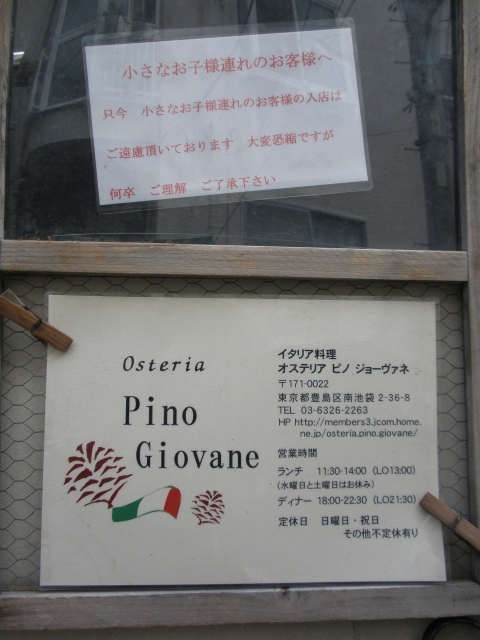 小さなお子様連れのお客様へ
只今 小さなお子様連れのお客様の入店は
ご遠慮頂いております 大変恐縮ですが
何卒 ご理解 ご了承下さい
Osteria
Pino
Giovane
イタリア料理
オステリア ピノ ジョーヴァネ
〒171-0022
東京都豊島区南池袋 2-36-8
TEL 03-6326-2263
HP http://members3.jcom.home.
ne.jp/osteria.pino.giovane/
営業時間
ランチ 11:30-14:00 (LO13:00)
(水曜日と土曜日はお休み)
ディナー 18:00-22:30 (LO21:30)
定休日 日曜日・祝日
その他不定休有り